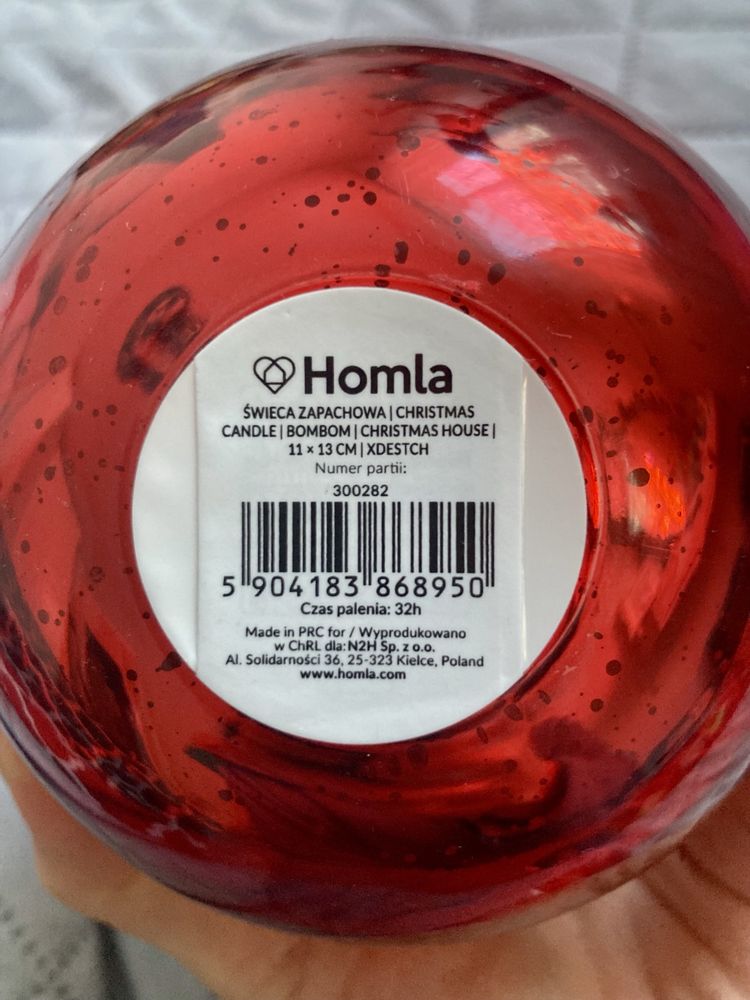 Homla
ŚWIECA ZAPACHOWA | CHRISTMAS
CANDLE | BOMBOM | CHRISTMAS HOUSE |
11 × 13 CM | XDESTCH
Numer partii:
300282
5 904183 868950
Czas palenia: 32h
Made in PRC for / Wyprodukowano
w ChRL dla: N2H Sp. z o.o.
Al. Solidarności 36, 25-323 Kielce, Poland
www.homla.com